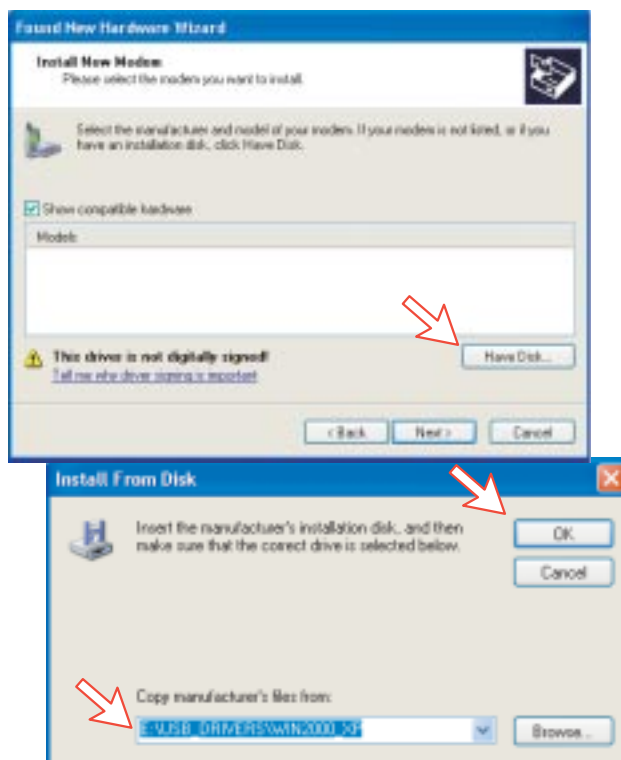 Found New Hardware Wizard
Install New Modem
Please select the modem you want to install.
Select the manufacturer and model of your modem. If your modem is not listed, or if you
have an installation disk, click Have Disk.
Show compatible hardware
Models
This driver is not digitally signed!
Have Disk...
Tell me why driver signing is important
< Back
Next >
Cancel
Install From Disk
Insert the manufacturer's installation disk, and then
make sure that the correct drive is selected below.
OK
Cancel
Copy manufacturer's files from:
E:\USB_DRIVERS\WIN2000_XP
Browse...